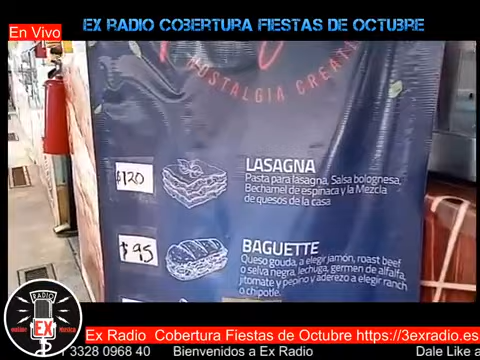 EX RADIO COBERTURA FIESTAS DE OCTUBRE
En Vivo
NOSTALGIA CREATI
$120
LASAGNA
Pasta para lasagna, Salsa bolognesa,
Bechamel de espinaca y la Mezcla
de quesos de la casa
$95
BAGUETTE
Queso gouda, a elegir jamón, roast beef
o selva negra, lechuga, germen de alfalfa,
jitomate y pepino y aderezo a elegir ranch
o chipotle.
RADIO
EX
Música
Ex Radio Cobertura Fiestas de Octubre https://3exradio.es
3328 0968 40 Bienvenidos a Ex Radio Dale Like a